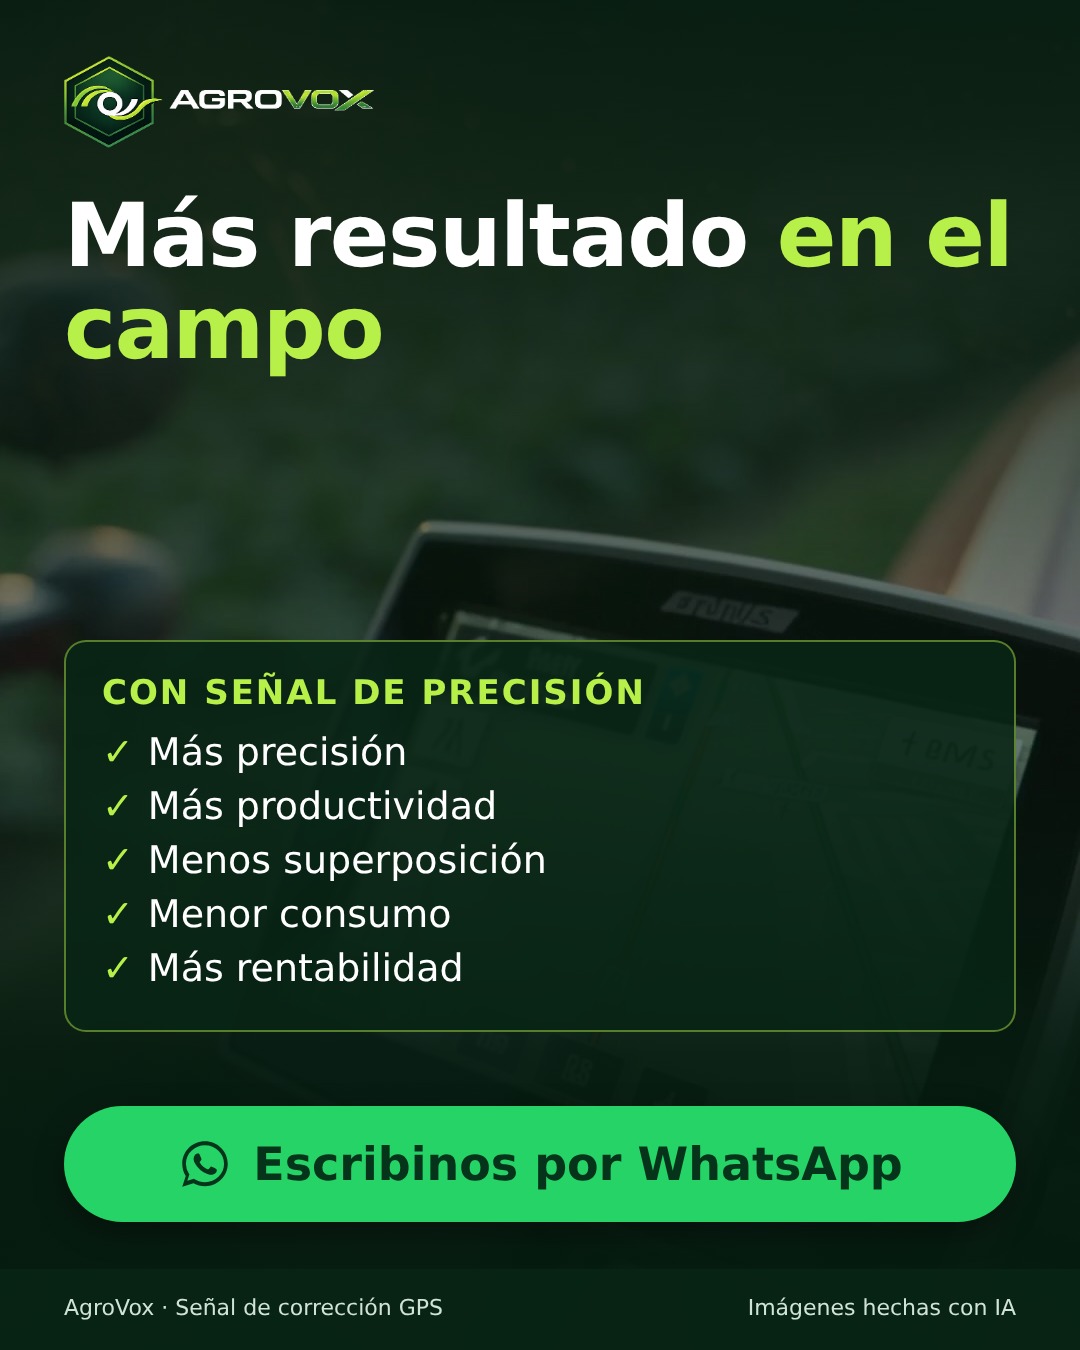 AGROVOX
Más resultado en el
campo
CON SEÑAL DE PRECISIÓN
✓ Más precisión
✓ Más productividad
✓ Menos superposición
✓ Menor consumo
✓ Más rentabilidad
Escribinos por WhatsApp
AgroVox · Señal de corrección GPS
Imágenes hechas con IA